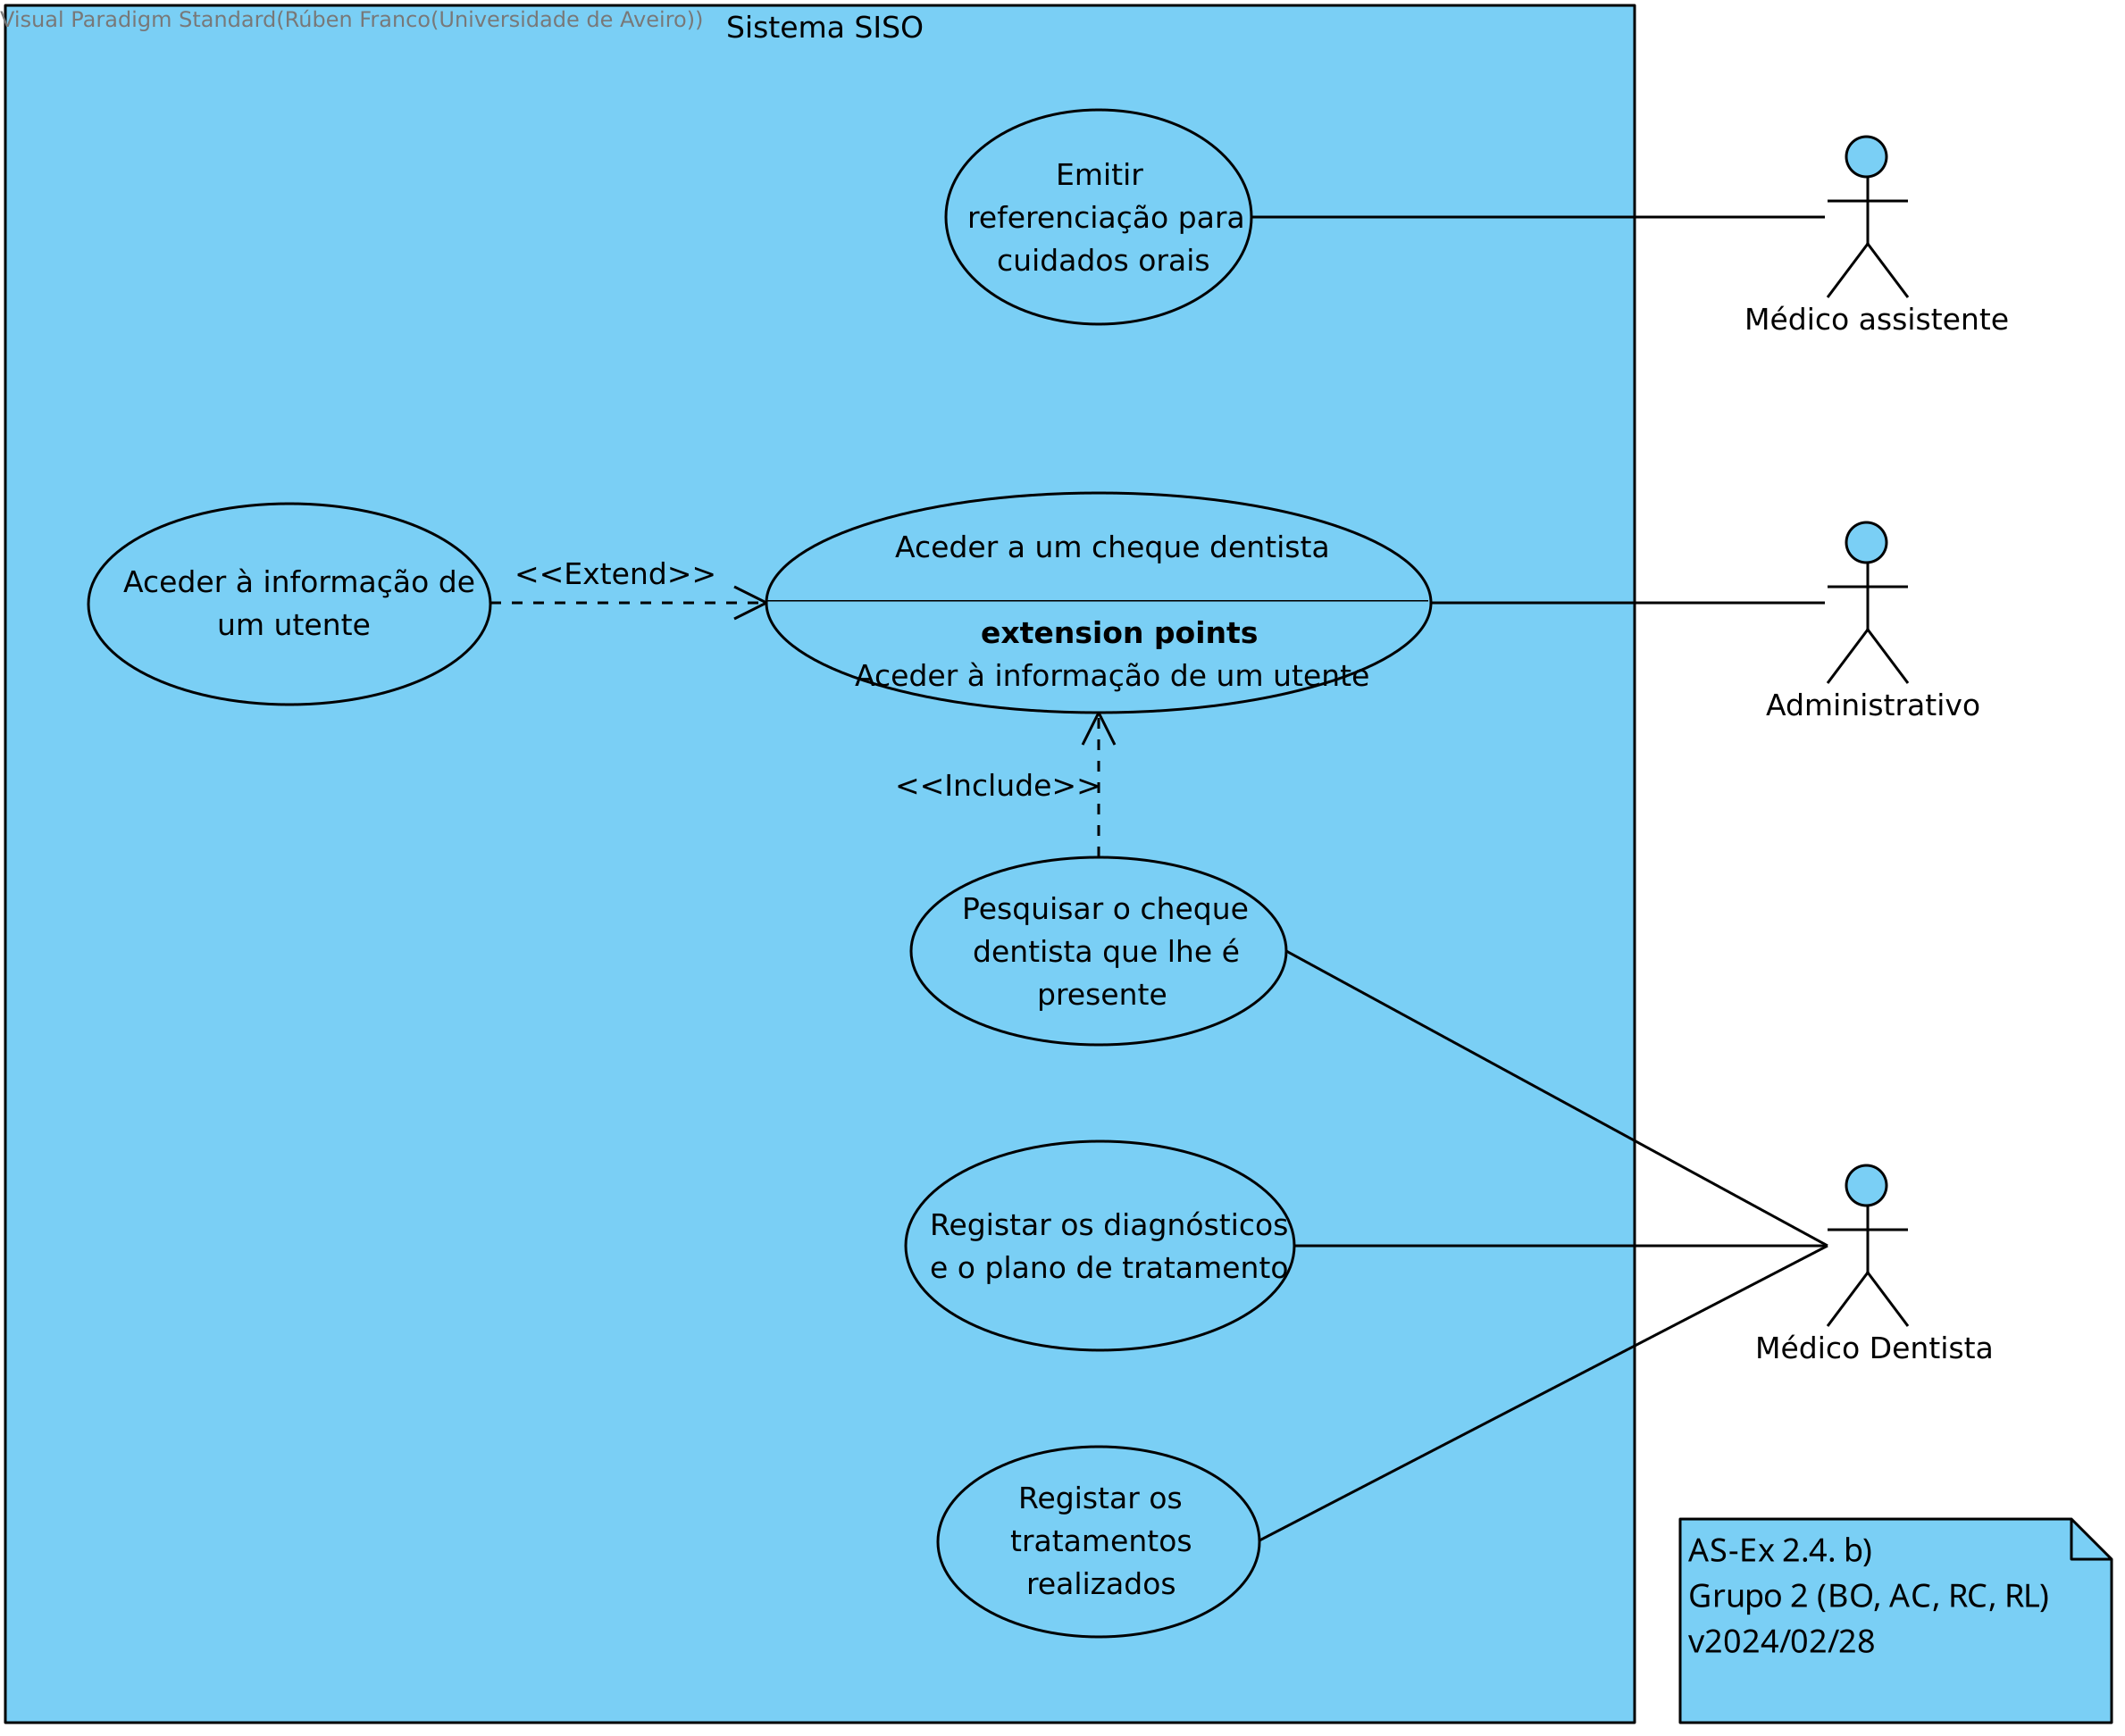 Visual Paradigm Standard(Rúben Franco(Universidade de Aveiro))
Sistema SISO
Emitir
referenciação para
cuidados orais
Médico assistente
Aceder à informação de
um utente
<<Extend>>
Aceder a um cheque dentista
extension points
Aceder à informação de um utente
Administrativo
<<Include>>
Pesquisar o cheque
dentista que lhe é
presente
Registar os diagnósticos
e o plano de tratamento
Médico Dentista
Registar os
tratamentos
realizados
AS-Ex 2.4. b)
Grupo 2 (BO, AC, RC, RL)
v2024/02/28